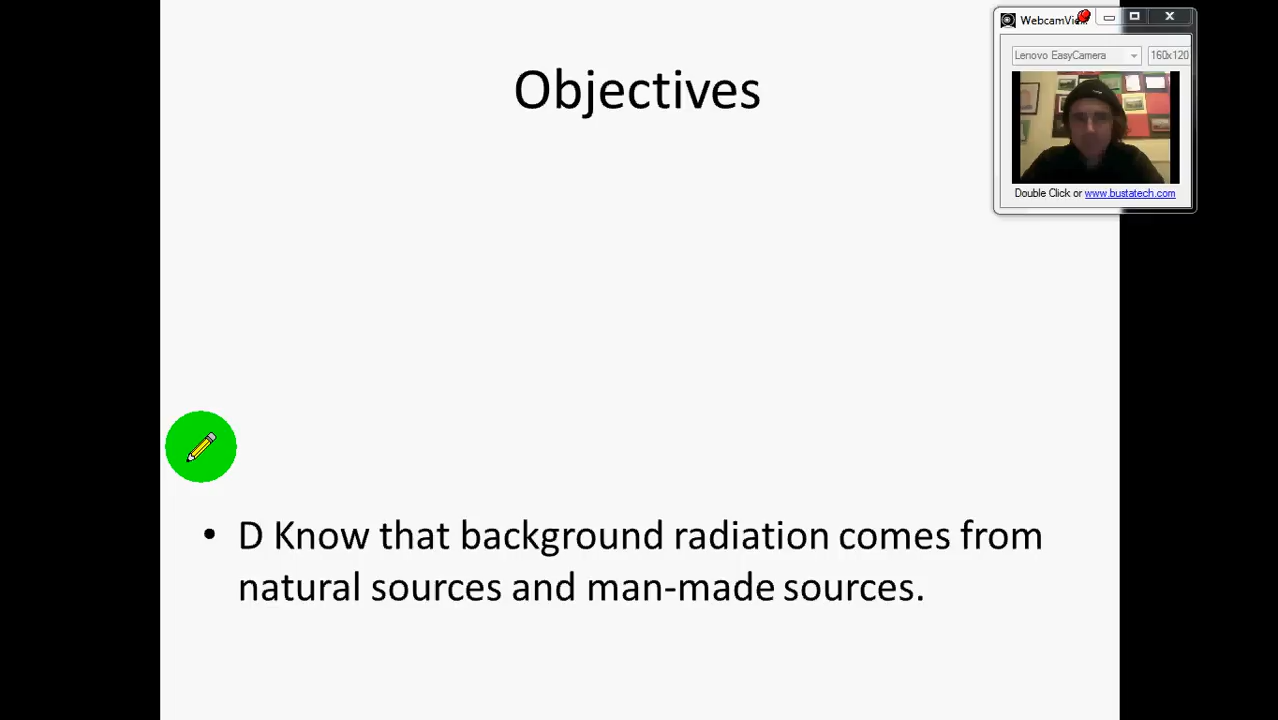 WebcamVie
Lenovo EasyCamera 160x120
Double Click or www.bustatech.com
Objectives
• D Know that background radiation comes from
natural sources and man-made sources.